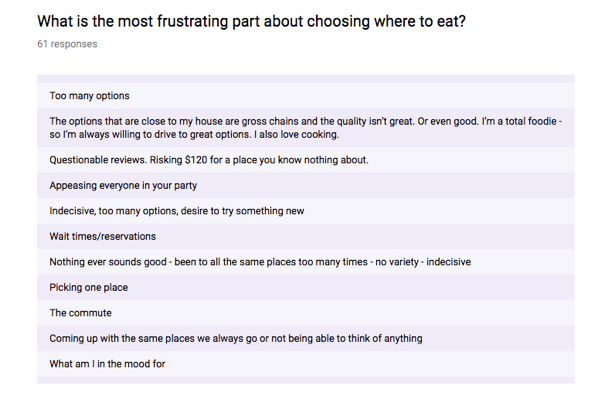 What is the most frustrating part about choosing where to eat?
61 responses
Too many options
The options that are close to my house are gross chains and the quality isn't great. Or even good. I'm a total foodie -
so I'm always willing to drive to great options. I also love cooking.
Questionable reviews. Risking $120 for a place you know nothing about.
Appeasing everyone in your party
Indecisive, too many options, desire to try something new
Wait times/reservations
Nothing ever sounds good - been to all the same places too many times - no variety - indecisive
Picking one place
The commute
Coming up with the same places we always go or not being able to think of anything
What am I in the mood for